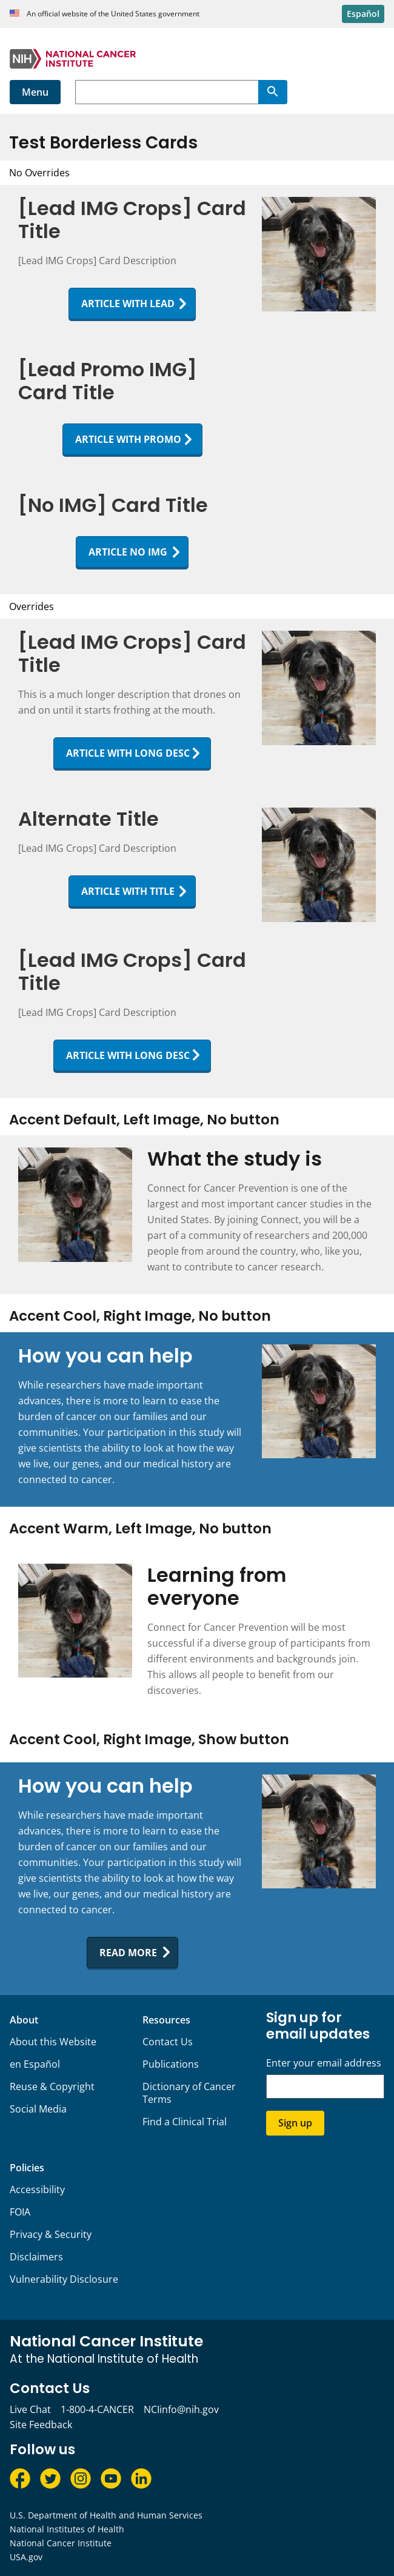 An official website of the United States government
Español
NIH NATIONAL CANCER
INSTITUTE
Menu
Test Borderless Cards
No Overrides
[Lead IMG Crops] Card
Title
[Lead IMG Crops] Card Description
ARTICLE WITH LEAD
[Lead Promo IMG]
Card Title
ARTICLE WITH PROMO
[No IMG] Card Title
ARTICLE NO IMG
Overrides
[Lead IMG Crops] Card
Title
This is a much longer description that drones on
and on until it starts frothing at the mouth.
ARTICLE WITH LONG DESC
Alternate Title
[Lead IMG Crops] Card Description
ARTICLE WITH TITLE
[Lead IMG Crops] Card
Title
[Lead IMG Crops] Card Description
ARTICLE WITH LONG DESC
Accent Default, Left Image, No button
What the study is
Connect for Cancer Prevention is one of the
largest and most important cancer studies in the
United States. By joining Connect, you will be a
part of a community of researchers and 200,000
people from around the country, who, like you,
want to contribute to cancer research.
Accent Cool, Right Image, No button
How you can help
While researchers have made important
advances, there is more to learn to ease the
burden of cancer on our families and our
communities. Your participation in this study will
give scientists the ability to look at how the way
we live, our genes, and our medical history are
connected to cancer.
Accent Warm, Left Image, No button
Learning from
everyone
Connect for Cancer Prevention will be most
successful if a diverse group of participants from
different environments and backgrounds join.
This allows all people to benefit from our
discoveries.
Accent Cool, Right Image, Show button
How you can help
While researchers have made important
advances, there is more to learn to ease the
burden of cancer on our families and our
communities. Your participation in this study will
give scientists the ability to look at how the way
we live, our genes, and our medical history are
connected to cancer.
READ MORE
About
About this Website
en Español
Reuse & Copyright
Social Media
Resources
Contact Us
Publications
Dictionary of Cancer
Terms
Find a Clinical Trial
Sign up for
email updates
Enter your email address
Sign up
Policies
Accessibility
FOIA
Privacy & Security
Disclaimers
Vulnerability Disclosure
National Cancer Institute
At the National Institute of Health
Contact Us
Live Chat 1-800-4-CANCER NCIinfo@nih.gov
Site Feedback
Follow us
U.S. Department of Health and Human Services
National Institutes of Health
National Cancer Institute
USA.gov